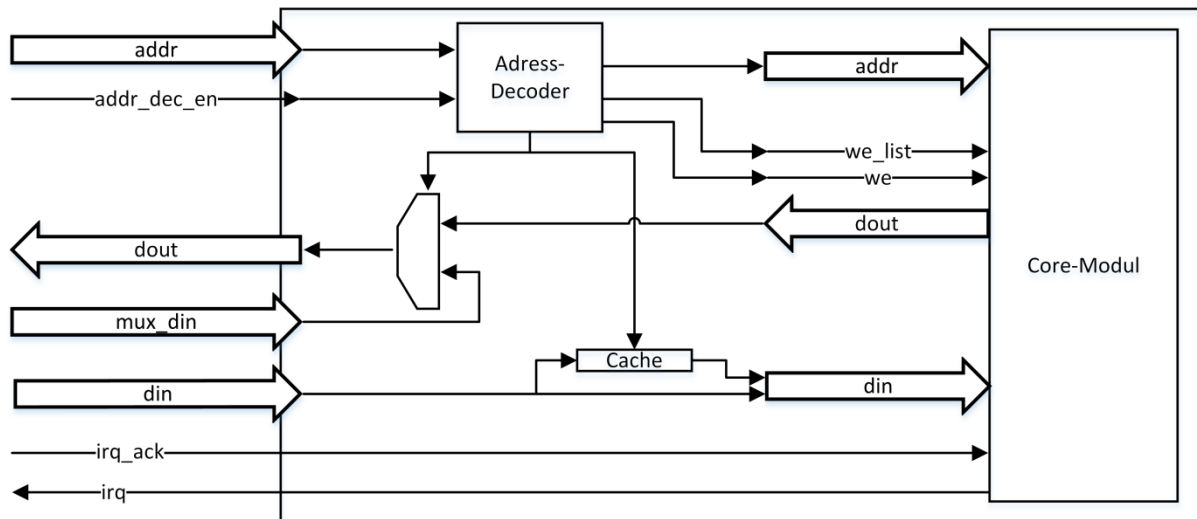 addr
Adress-
Decoder
addr
addr_dec_en
we_list
we
dout
dout
Core-Modul
mux_din
Cache
din
din
irq_ack
irq